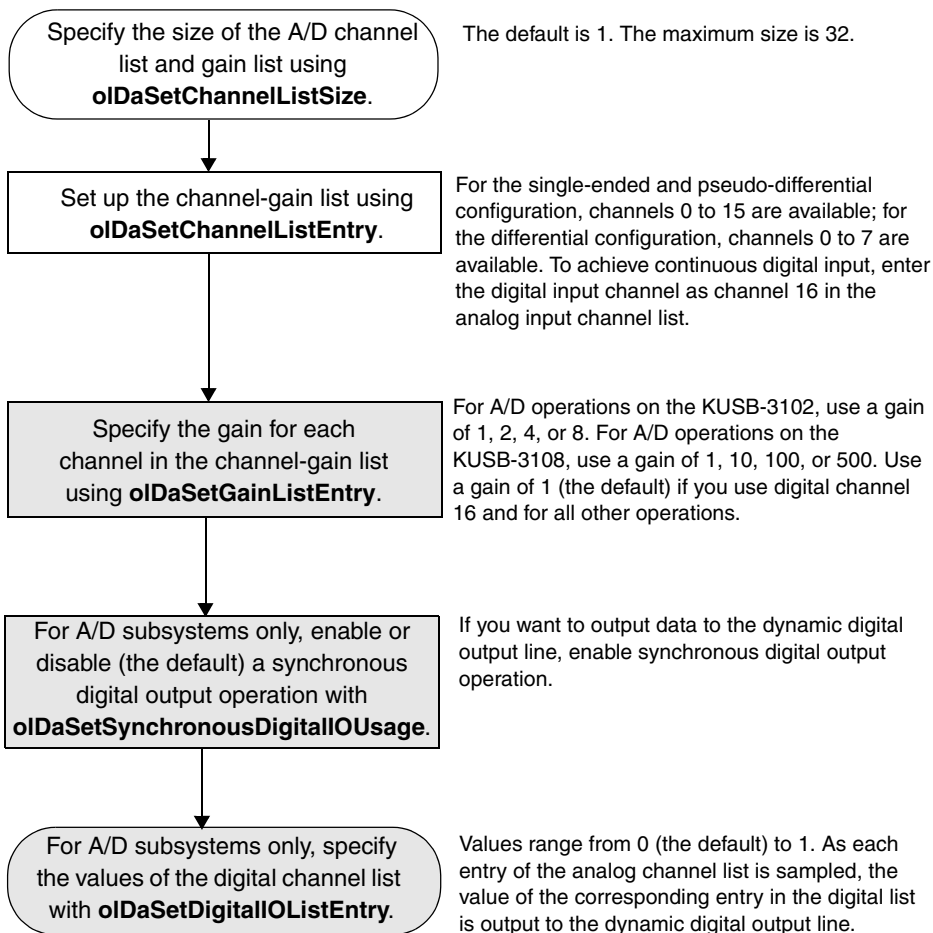 Specify the size of the A/D channel
list and gain list using
olDaSetChannelListSize.
The default is 1. The maximum size is 32.
Set up the channel-gain list using
olDaSetChannelListEntry.
For the single-ended and pseudo-differential
configuration, channels 0 to 15 are available; for
the differential configuration, channels 0 to 7 are
available. To achieve continuous digital input, enter
the digital input channel as channel 16 in the
analog input channel list.
Specify the gain for each
channel in the channel-gain list
using olDaSetGainListEntry.
For A/D operations on the KUSB-3102, use a gain
of 1, 2, 4, or 8. For A/D operations on the
KUSB-3108, use a gain of 1, 10, 100, or 500. Use
a gain of 1 (the default) if you use digital channel
16 and for all other operations.
For A/D subsystems only, enable or
disable (the default) a synchronous
digital output operation with
olDaSetSynchronousDigitalIOUsage.
If you want to output data to the dynamic digital
output line, enable synchronous digital output
operation.
For A/D subsystems only, specify
the values of the digital channel list
with olDaSetDigitalIOListEntry.
Values range from 0 (the default) to 1. As each
entry of the analog channel list is sampled, the
value of the corresponding entry in the digital list
is output to the dynamic digital output line.